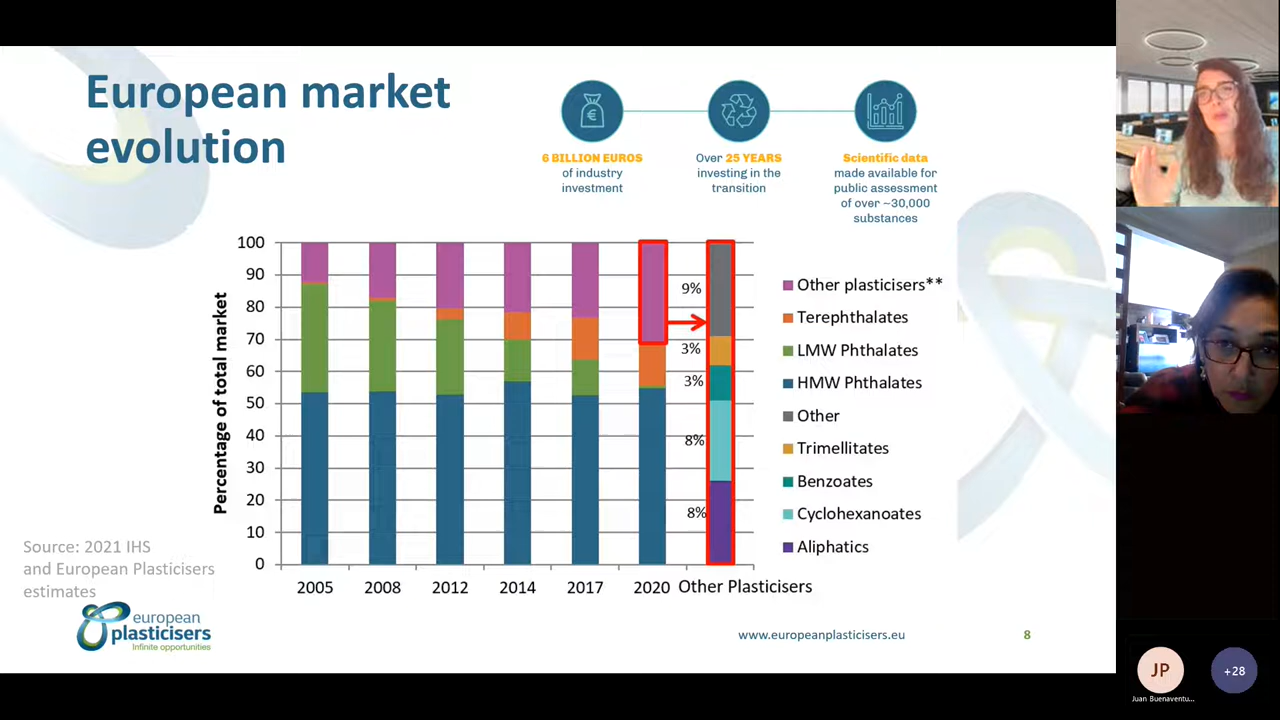 European market
evolution
6 BILLION EUROS
of industry
investment
Over 25 YEARS
investing in the
transition
Scientific data
made available for
public assessment
of over ~30,000
substances
Percentage of total market
100
90
80
70
60
50
40
30
20
10
0
2005
2008
2012
2014
2017
2020
Other Plasticisers
9%
3%
3%
8%
8%
Other plasticisers**
Terephthalates
LMW Phthalates
HMW Phthalates
Other
Trimellitates
Benzoates
Cyclohexanoates
Aliphatics
Source: 2021 IHS
and European Plasticisers
estimates
european
plasticisers
Infinite opportunities
www.europeanplasticisers.eu
8
JP
Juan Buenaventu...
+28